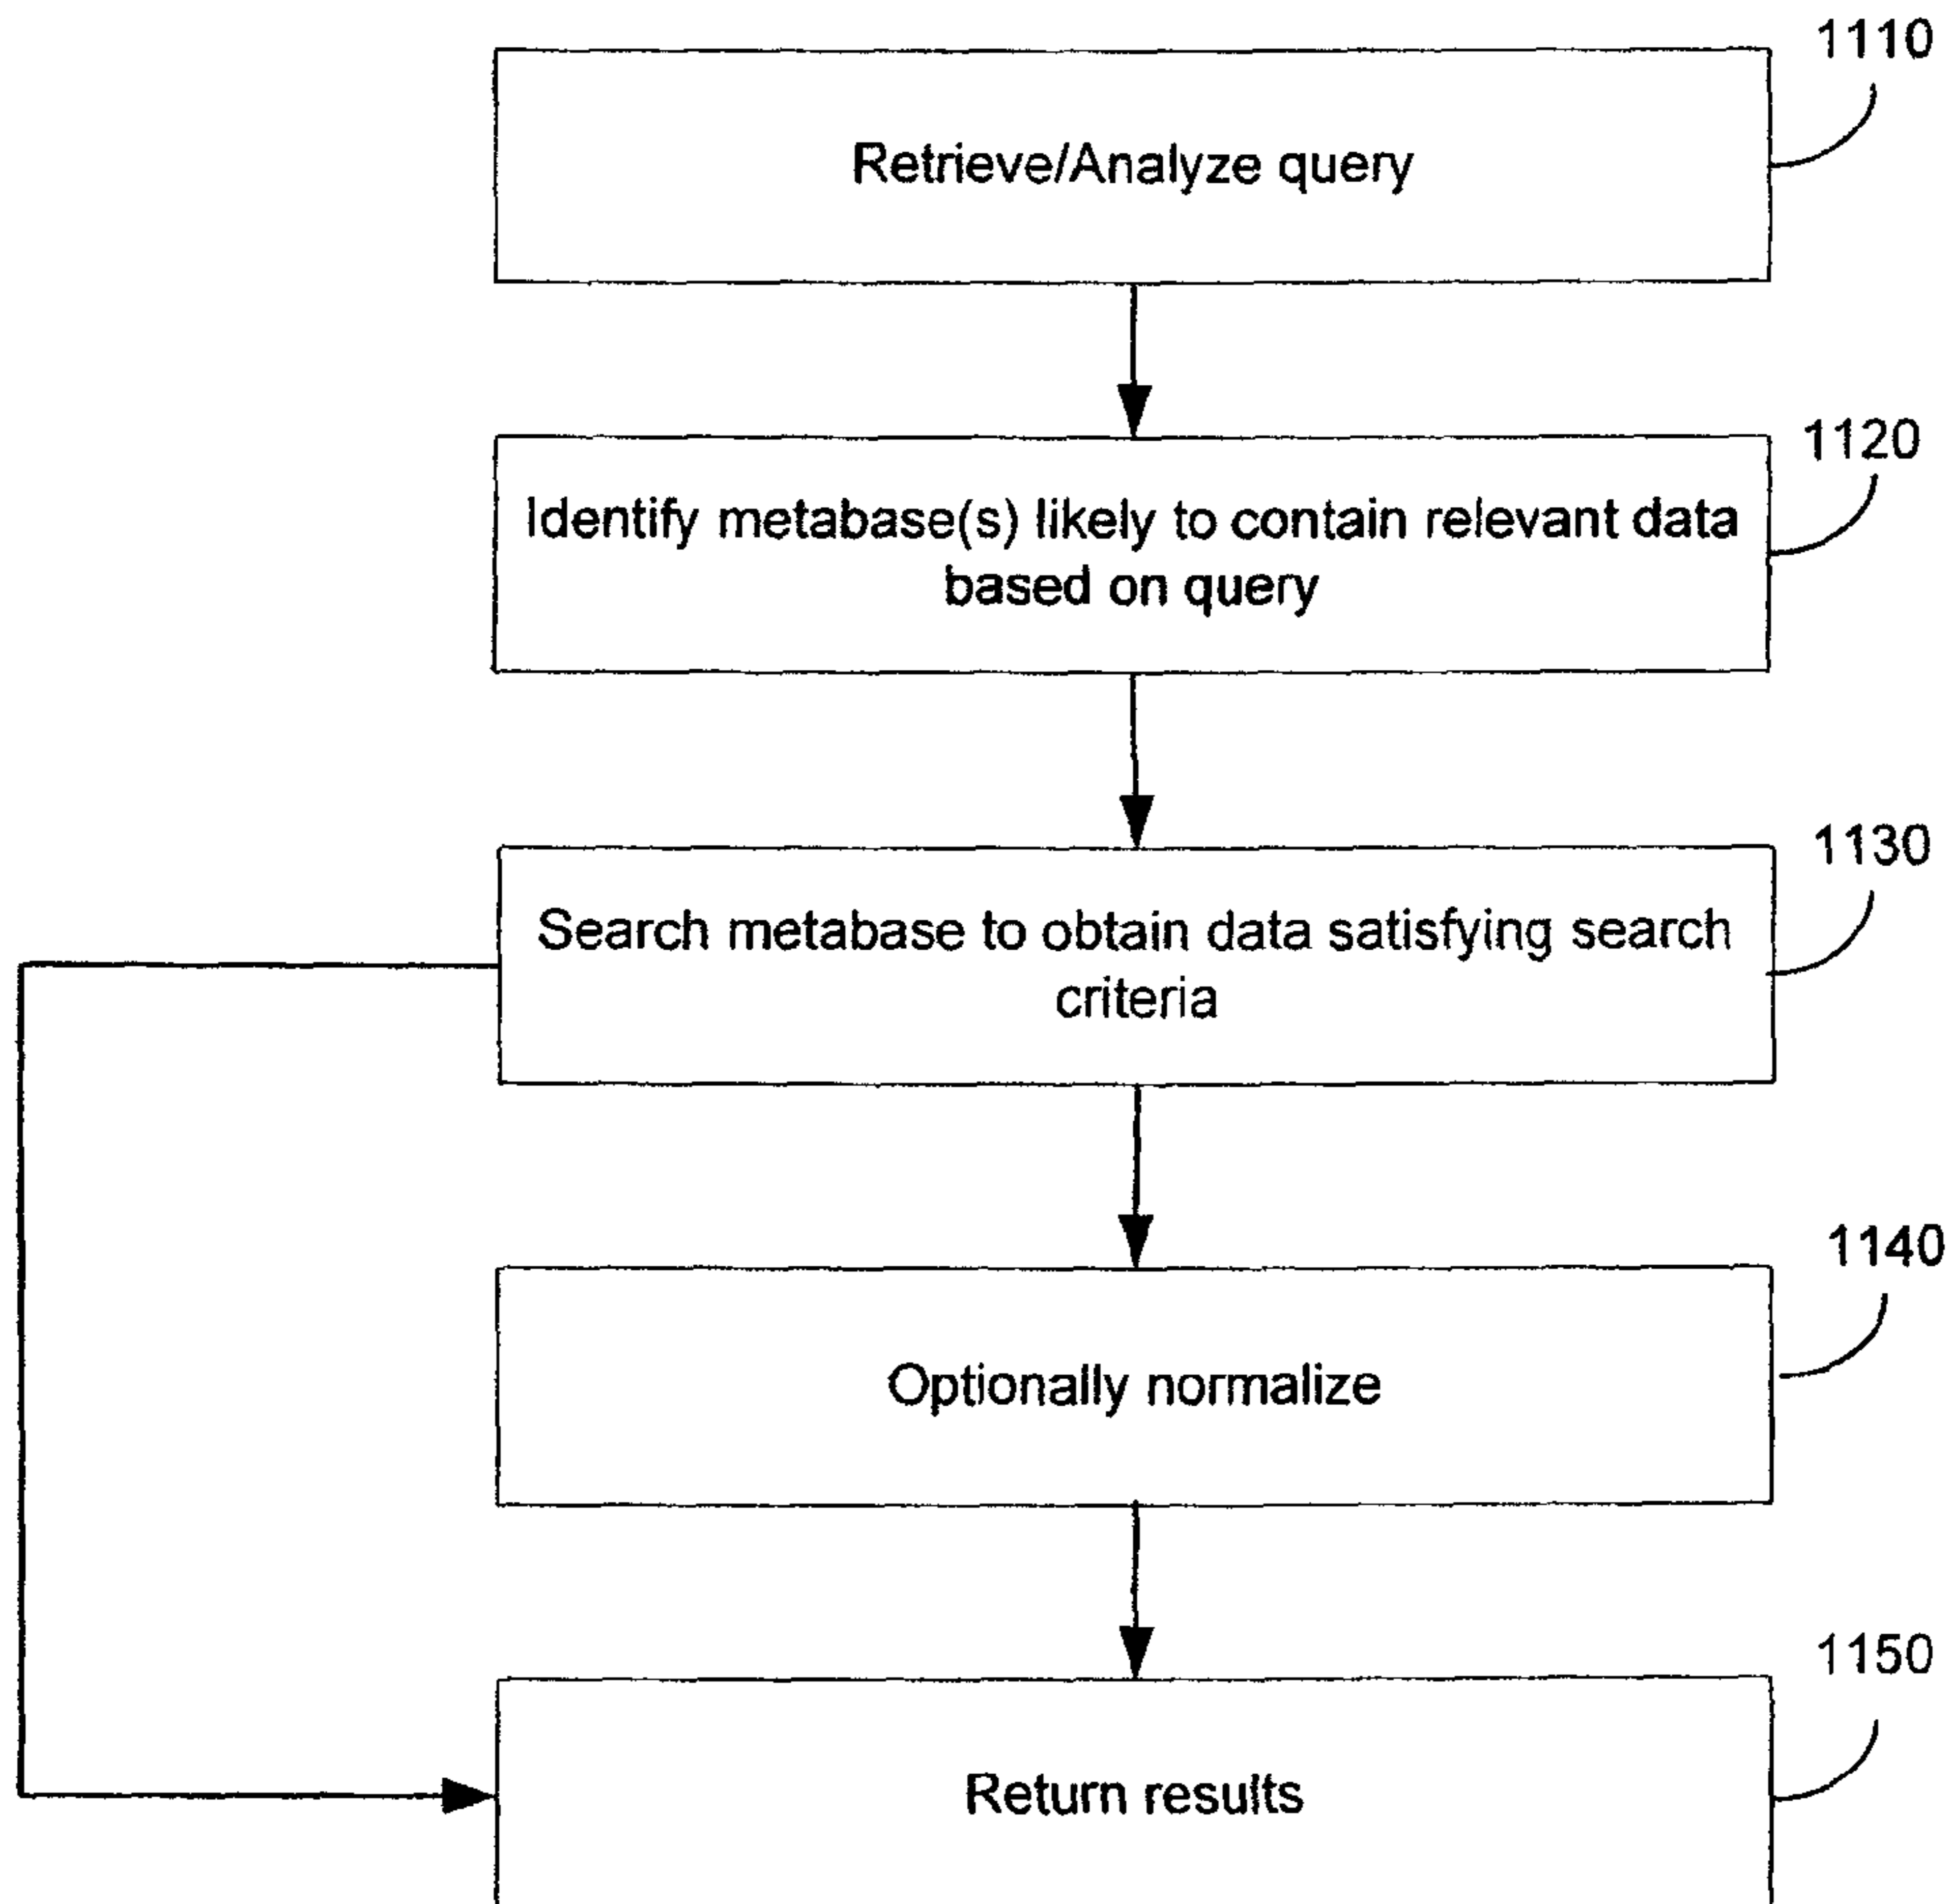 1110
Retrieve/Analyze query
1120
Identify metabase(s) likely to contain relevant data
based on query
1130
Search metabase to obtain data satisfying search
criteria
1140
Optionally normalize
1150
Return results